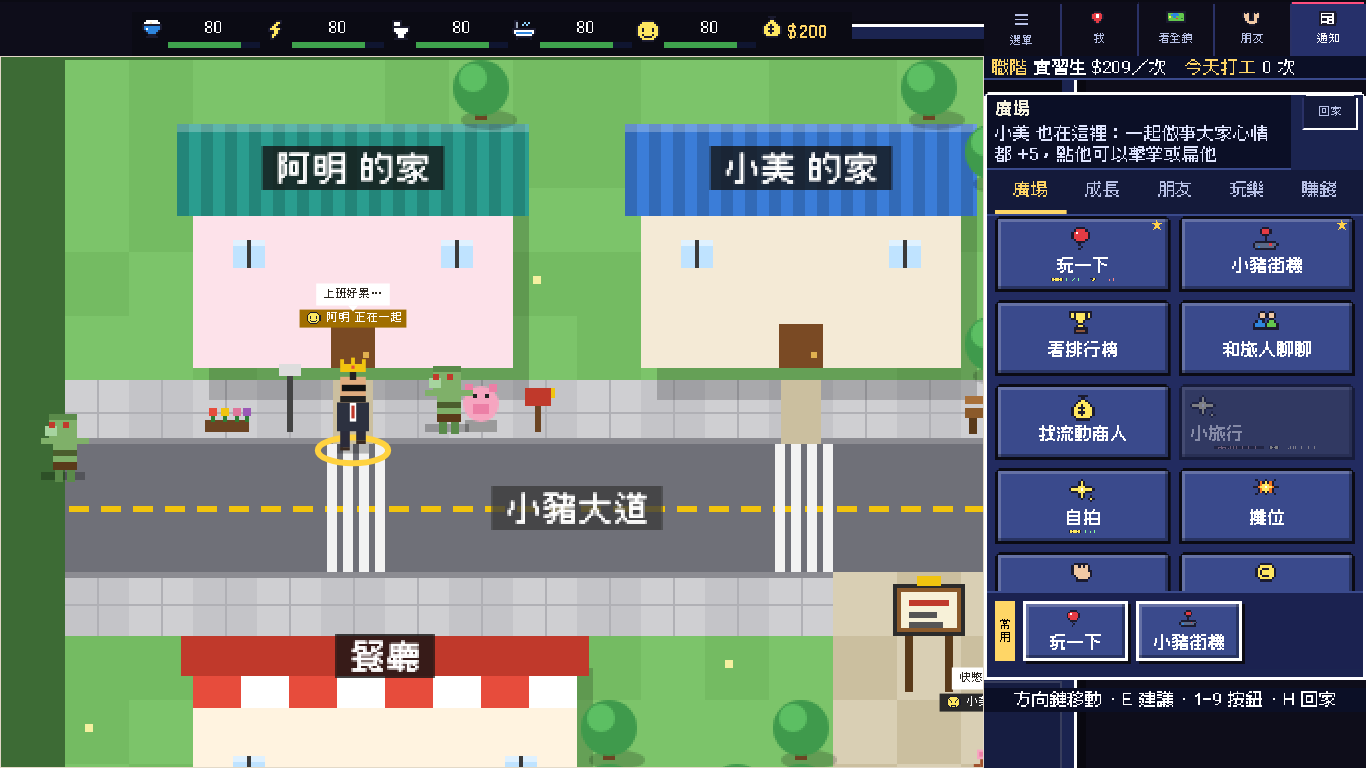 80 80 80 80 80 $200
選單 我 看全鎮 朋友 通知
職階 實習生 $209／次 今天打工 0 次
廣場
回家
小美 也在這裡：一起做事大家心情
都 +5，點他可以擊掌或扁他
廣場 成長 朋友 玩樂 賺錢
玩一下 小豬街機
看排行榜 和旅人聊聊
找流動商人 小旅行
自拍 攤位
常用
玩一下 小豬街機
方向鍵移動 · E 建議 · 1-9 按鈕 · H 回家
阿明 的家
小美 的家
上班好累…
阿明 正在一起
小豬大道
餐廳